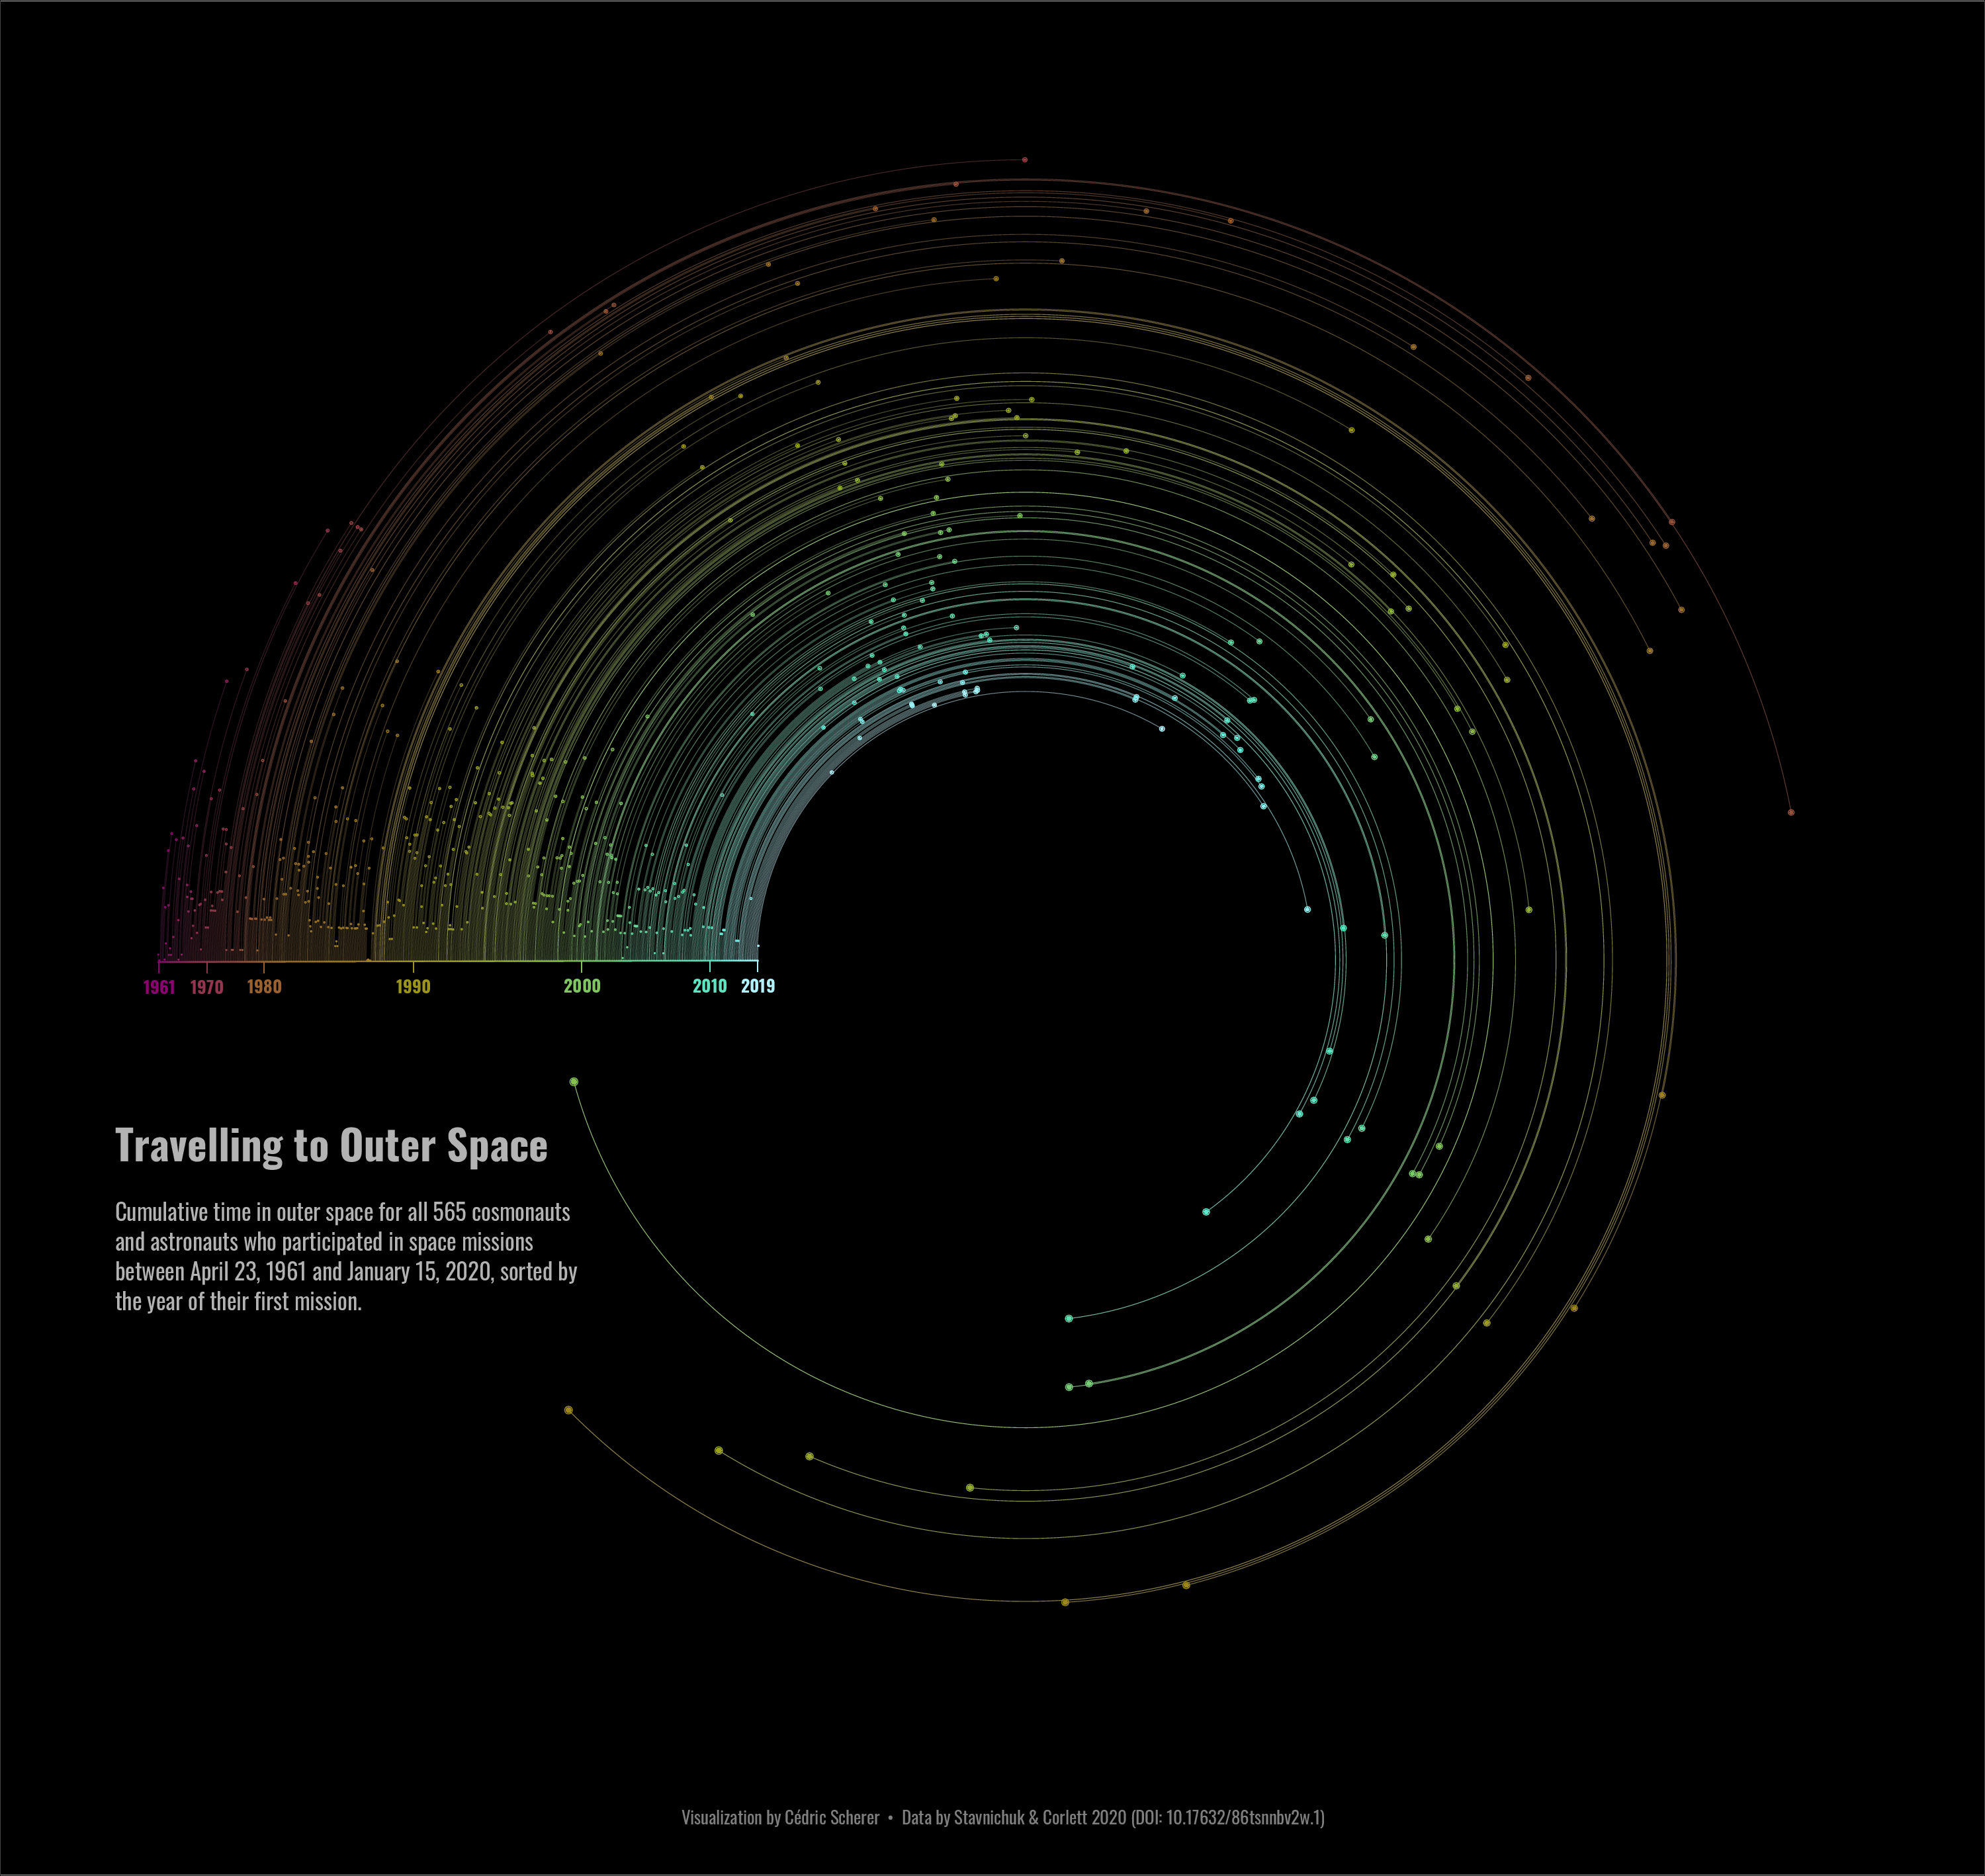 1961 1970 1980 1990 2000 2010 2019
Travelling to Outer Space
Cumulative time in outer space for all 565 cosmonauts
and astronauts who participated in space missions
between April 23, 1961 and January 15, 2020, sorted by
the year of their first mission.
Visualization by Cédric Scherer • Data by Stavnichuk & Corlett 2020 (DOI: 10.17632/86tsnnbv2w.1)